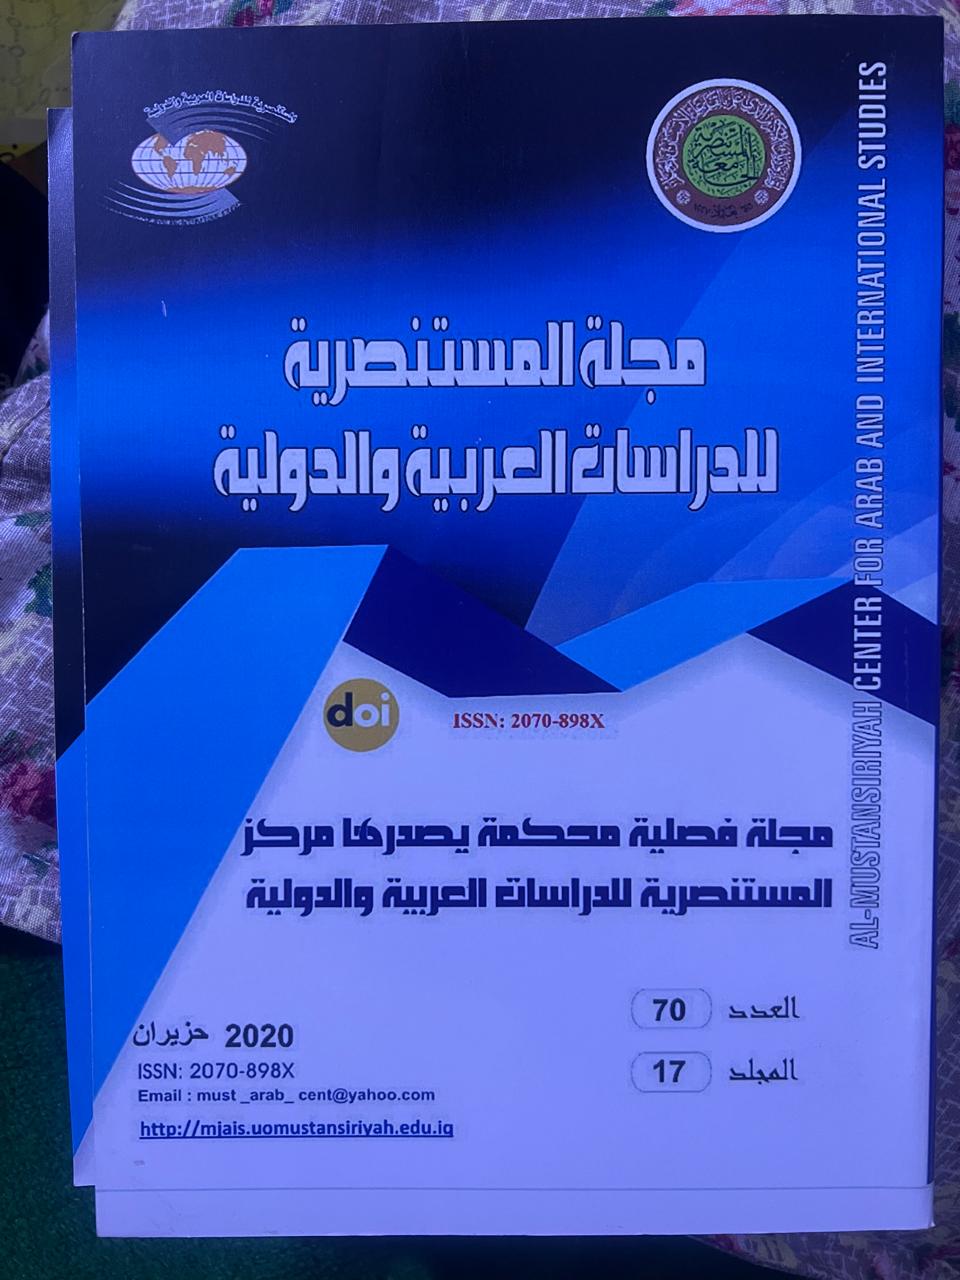 مجلة المستنصرية
للدراسات العربية والدولية
AL-MUSTANSIRIYAH CENTER FOR ARAB AND INTERNATIONAL STUDIES
doi
ISSN: 2070-898X
مجلة فصلية محكمة يصدرها مركز
المستنصرية للدراسات العربية والدولية
العدد 70
المجلد 17
حزيران 2020
ISSN: 2070-898X
Email : must _arab_ cent@yahoo.com
http://mjais.uomustansiriyah.edu.iq